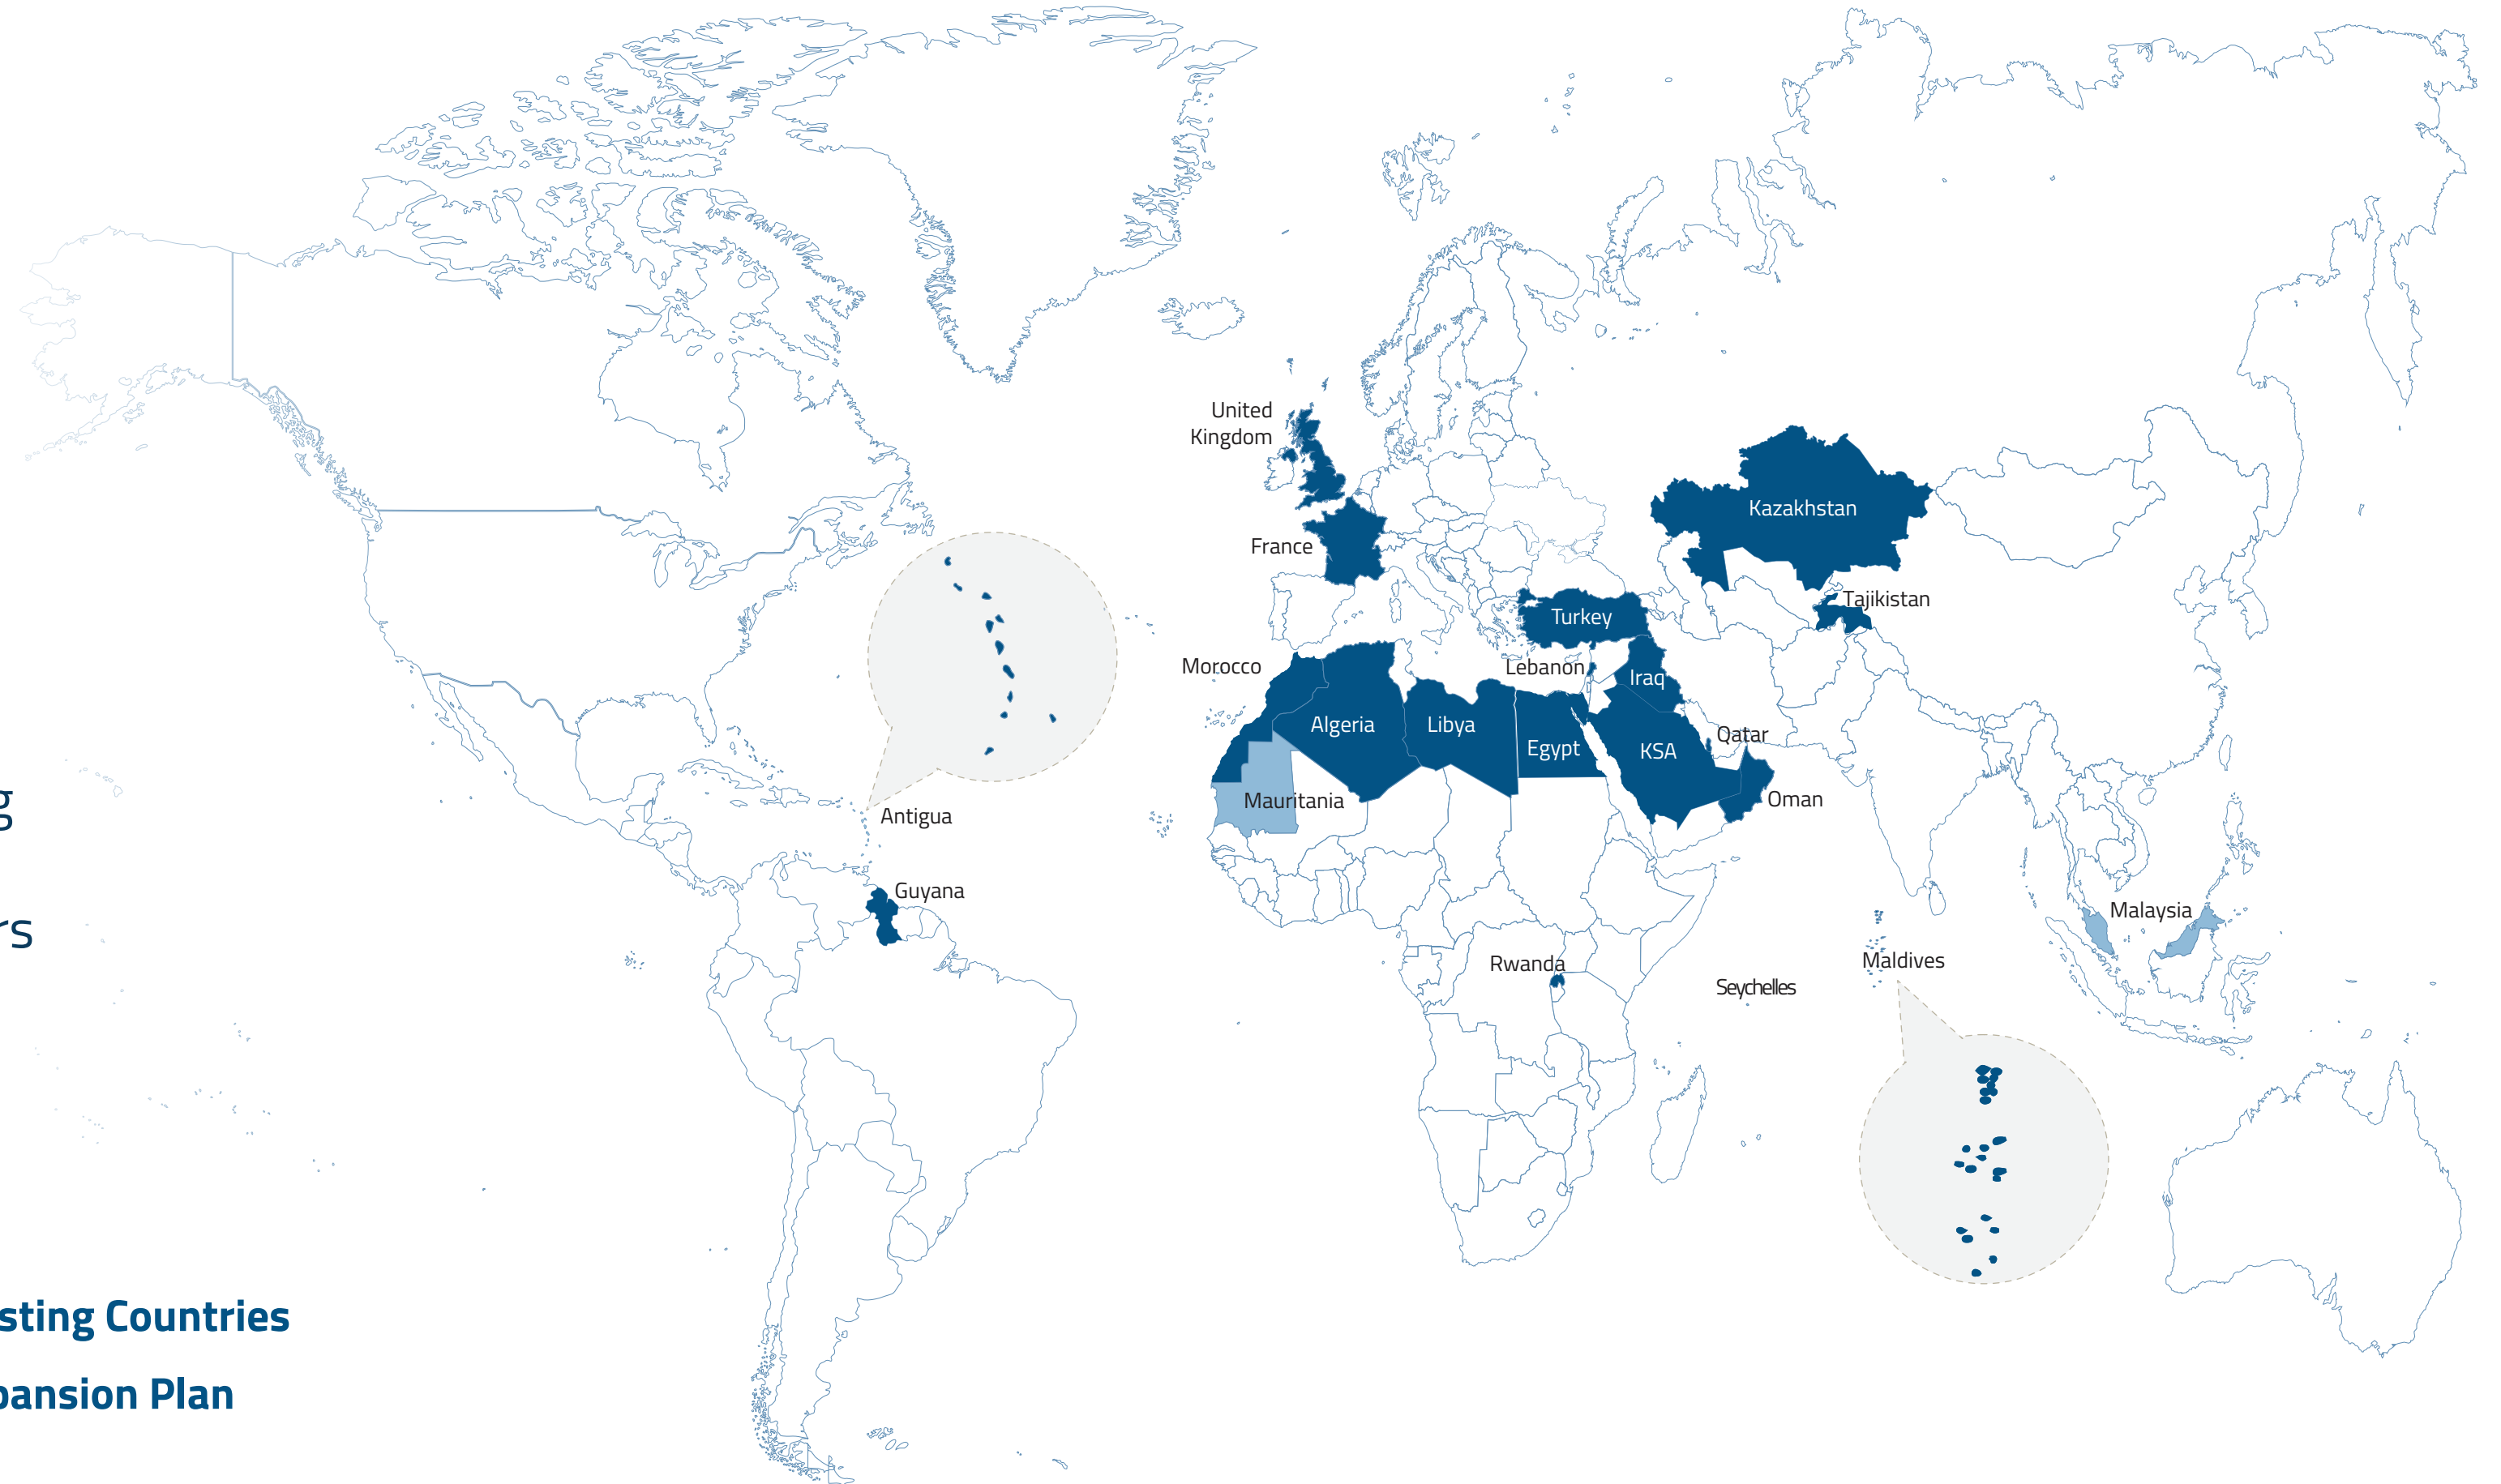 United
Kingdom
Kazakhstan
France
Tajikistan
Turkey
Morocco
Lebanon
Iraq
Algeria
Libya
Egypt
KSA
Qatar
Mauritania
Oman
Antigua
Guyana
Malaysia
Maldives
Rwanda
Seychelles
g
rs
sting Countries
pansion Plan